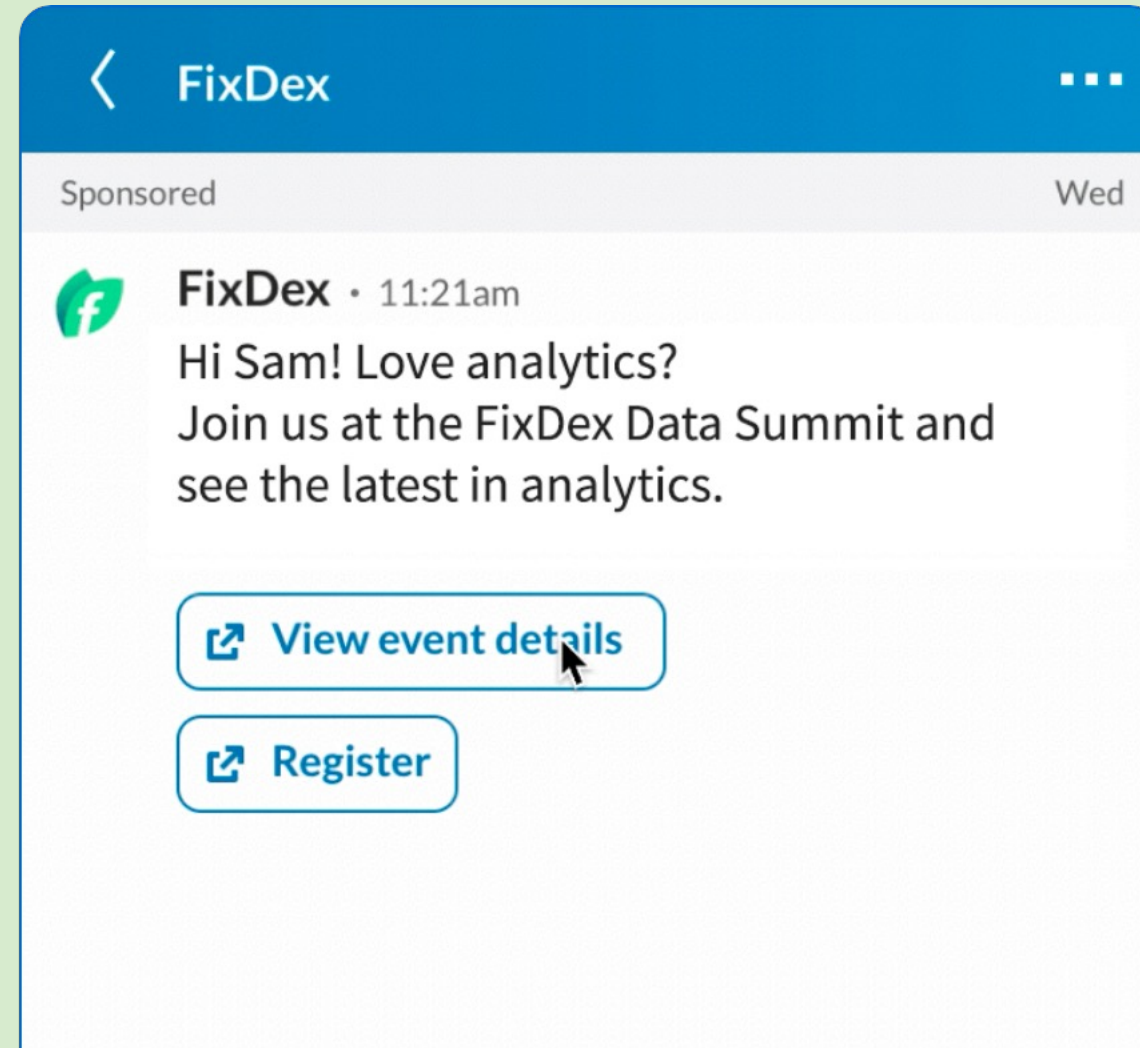 FixDex
Sponsored Wed
FixDex · 11:21am
Hi Sam! Love analytics?
Join us at the FixDex Data Summit and
see the latest in analytics.
View event details
Register